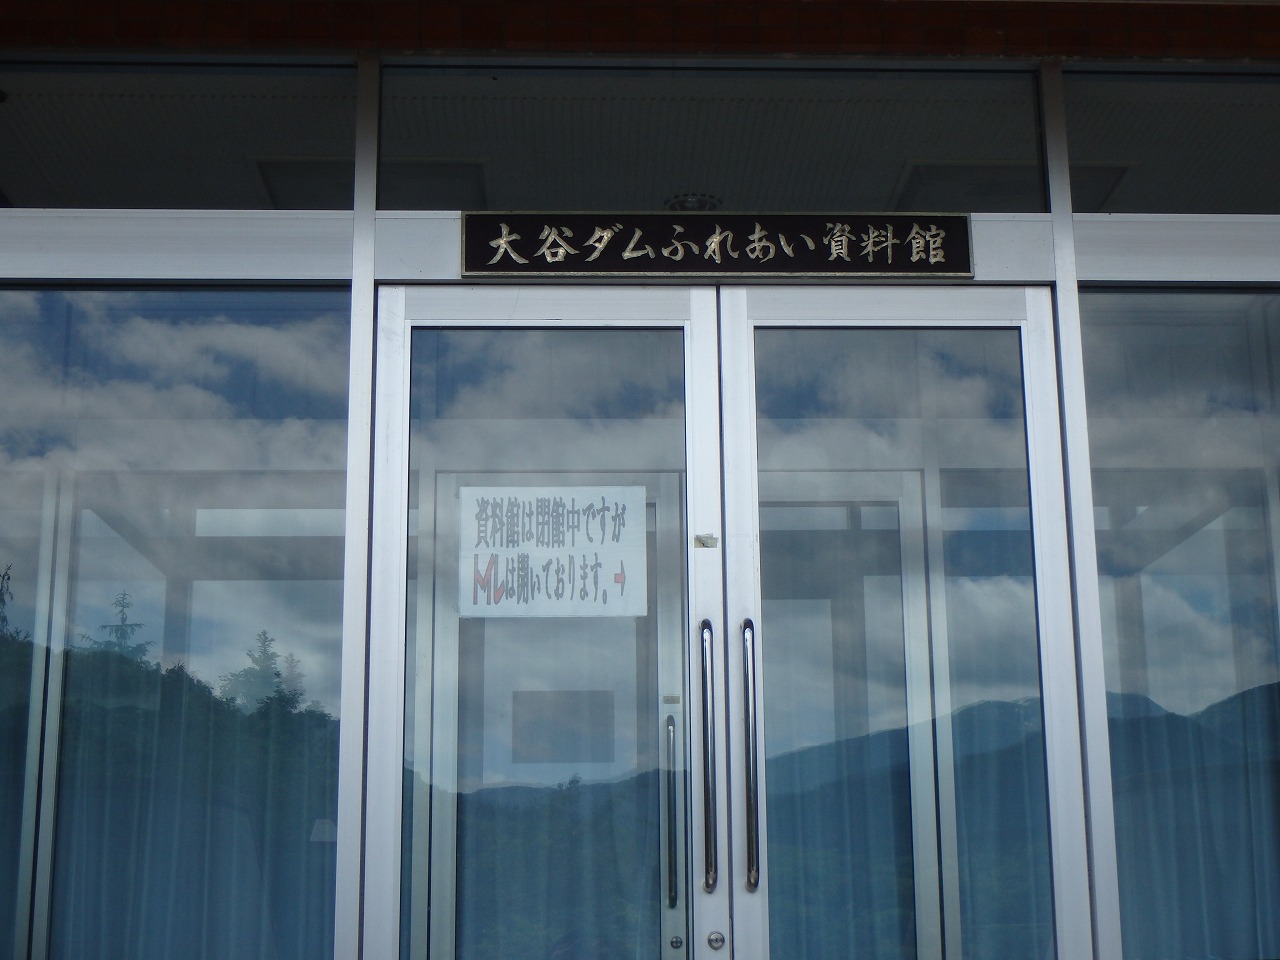 大谷ダムふれあい資料館
資料館は閉館中ですが
トイレは開いております。→